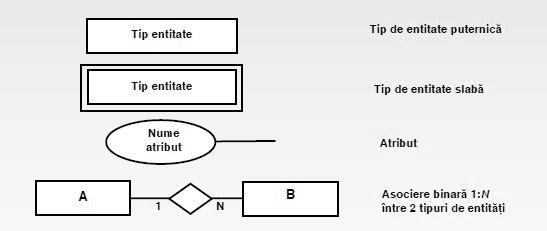 Tip entitate
Tip de entitate puternică
Tip entitate
Tip de entitate slabă
Nume
atribut
Atribut
A
1
N
B
Asociere binară 1:N
între 2 tipuri de entități